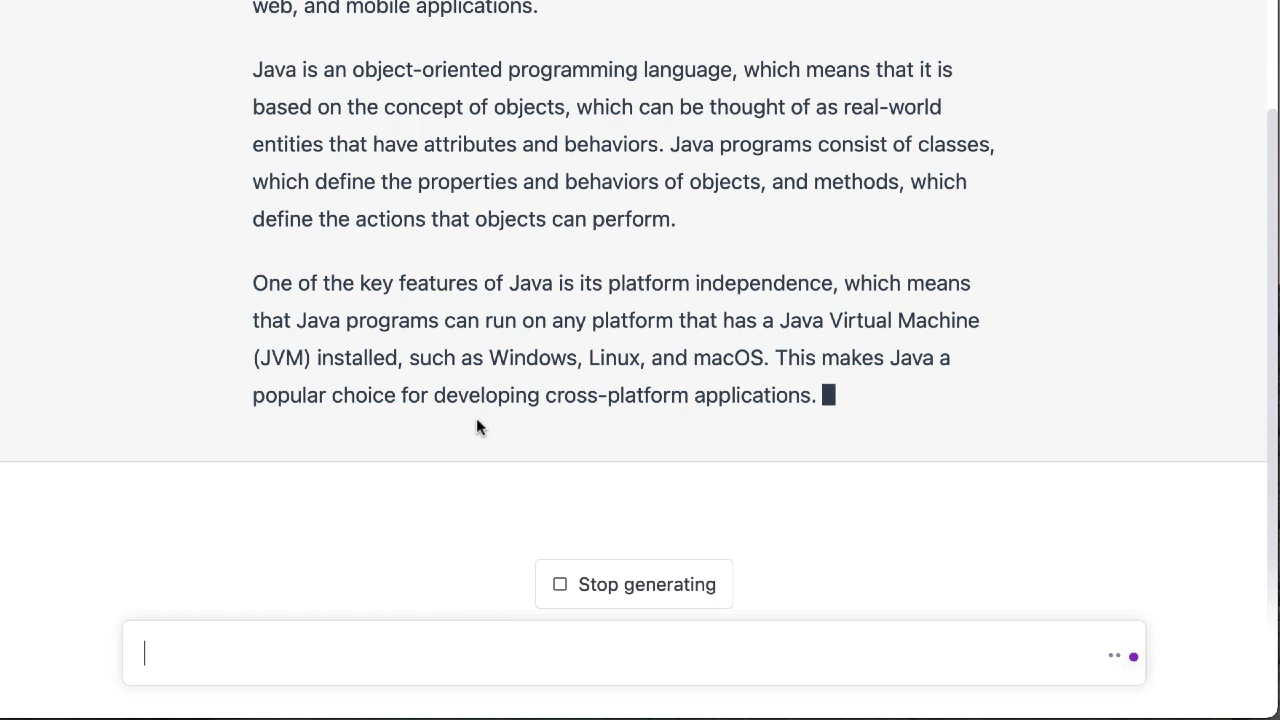 web, and mobile applications.
Java is an object-oriented programming language, which means that it is
based on the concept of objects, which can be thought of as real-world
entities that have attributes and behaviors. Java programs consist of classes,
which define the properties and behaviors of objects, and methods, which
define the actions that objects can perform.
One of the key features of Java is its platform independence, which means
that Java programs can run on any platform that has a Java Virtual Machine
(JVM) installed, such as Windows, Linux, and macOS. This makes Java a
popular choice for developing cross-platform applications.
Stop generating